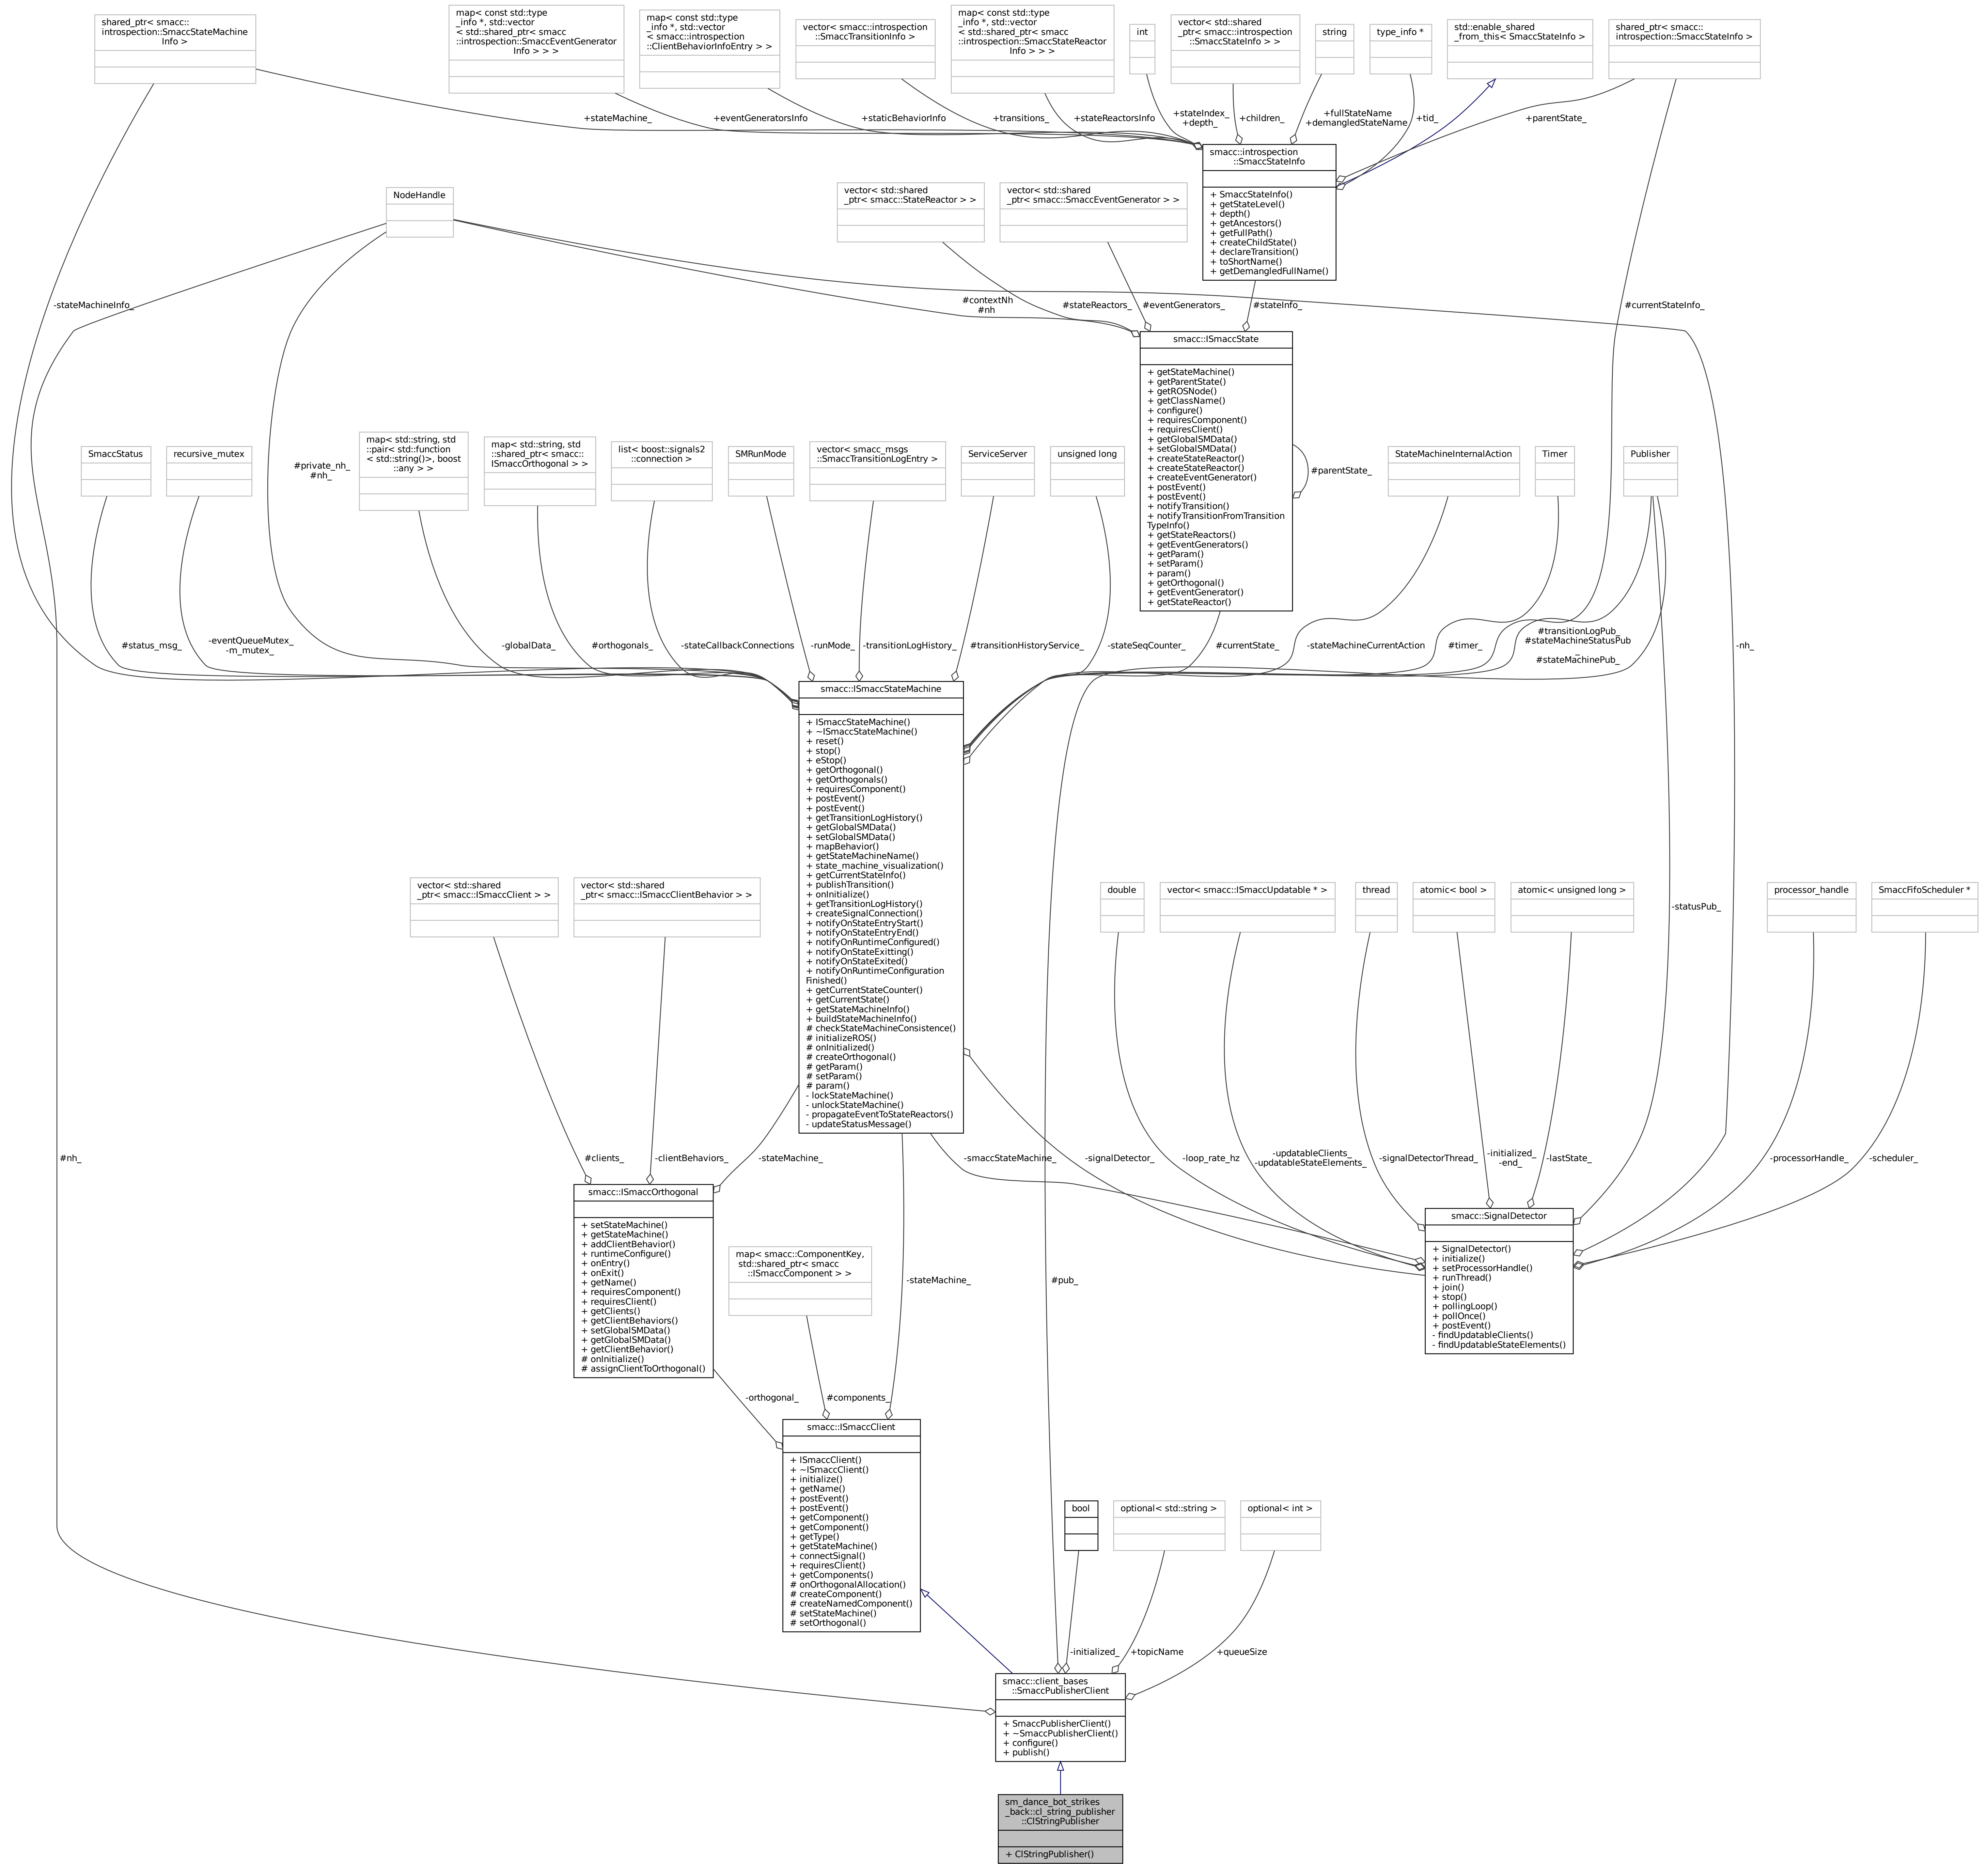 shared_ptr< smacc::
introspection::SmaccStateMachine
Info >
map< const std::type
_info *, std::vector
< std::shared_ptr< smacc
::introspection::SmaccEventGenerator
Info > > >
map< const std::type
_info *, std::vector
< smacc::introspection
::ClientBehaviorInfoEntry > >
vector< smacc::introspection
::SmaccTransitionInfo >
map< const std::type
_info *, std::vector
< std::shared_ptr< smacc
::introspection::SmaccStateReactor
Info > > >
int
vector< std::shared
_ptr< smacc::introspection
::SmaccStateInfo > >
string
type_info *
std::enable_shared
_from_this< SmaccStateInfo >
shared_ptr< smacc::
introspection::SmaccStateInfo >
+stateMachine_
+eventGeneratorsInfo
+staticBehaviorInfo
+transitions_
+stateReactorsInfo
+stateIndex_
+depth_
+children_
+fullStateName
+demangledStateName
+tid_
+parentState_
smacc::introspection
::SmaccStateInfo
+ SmaccStateInfo()
+ getStateLevel()
+ depth()
+ getAncestors()
+ getFullPath()
+ createChildState()
+ declareTransition()
+ toShortName()
+ getDemangledFullName()
NodeHandle
vector< std::shared
_ptr< smacc::StateReactor > >
vector< std::shared
_ptr< smacc::SmaccEventGenerator > >
-stateMachineInfo_
#contextNh
#nh
#stateReactors_
#eventGenerators_
#stateInfo_
#currentStateInfo_
smacc::ISmaccState
+ getStateMachine()
+ getParentState()
+ getROSNode()
+ getClassName()
+ configure()
+ requiresComponent()
+ requiresClient()
+ getGlobalSMData()
+ setGlobalSMData()
+ createStateReactor()
+ createStateReactor()
+ createEventGenerator()
+ postEvent()
+ postEvent()
+ notifyTransition()
+ notifyTransitionFromTransition
TypeInfo()
+ getStateReactors()
+ getEventGenerators()
+ getParam()
+ setParam()
+ param()
+ getOrthogonal()
+ getEventGenerator()
+ getStateReactor()
#parentState_
SmaccStatus
recursive_mutex
#private_nh_
#nh_
map< std::string, std
::pair< std::function
< std::string()>, boost
::any > >
map< std::string, std
::shared_ptr< smacc::
ISmaccOrthogonal > >
list< boost::signals2
::connection >
SMRunMode
vector< smacc_msgs
::SmaccTransitionLogEntry >
ServiceServer
unsigned long
StateMachineInternalAction
Timer
Publisher
#status_msg_
-eventQueueMutex_
-m_mutex_
-globalData_
#orthogonals_
-stateCallbackConnections
-runMode_
-transitionLogHistory_
#transitionHistoryService_
-stateSeqCounter_
#currentState_
-stateMachineCurrentAction
#timer_
#transitionLogPub_
#stateMachineStatusPub
_
#stateMachinePub_
-nh_
smacc::ISmaccStateMachine
+ ISmaccStateMachine()
+ ~ISmaccStateMachine()
+ reset()
+ stop()
+ eStop()
+ getOrthogonal()
+ getOrthogonals()
+ requiresComponent()
+ postEvent()
+ postEvent()
+ getTransitionLogHistory()
+ getGlobalSMData()
+ setGlobalSMData()
+ mapBehavior()
+ getStateMachineName()
+ state_machine_visualization()
+ getCurrentStateInfo()
+ publishTransition()
+ onInitialize()
+ getTransitionLogHistory()
+ createSignalConnection()
+ notifyOnStateEntryStart()
+ notifyOnStateEntryEnd()
+ notifyOnRuntimeConfigured()
+ notifyOnStateExitting()
+ notifyOnStateExited()
+ notifyOnRuntimeConfiguration
Finished()
+ getCurrentStateCounter()
+ getCurrentState()
+ getStateMachineInfo()
+ buildStateMachineInfo()
# checkStateMachineConsistence()
# initializeROS()
# onInitialized()
# createOrthogonal()
# getParam()
# setParam()
# param()
- lockStateMachine()
- unlockStateMachine()
- propagateEventToStateReactors()
- updateStatusMessage()
vector< std::shared
_ptr< smacc::ISmaccClient > >
vector< std::shared
_ptr< smacc::ISmaccClientBehavior > >
double
vector< smacc::ISmaccUpdatable * >
thread
atomic< bool >
atomic< unsigned long >
-statusPub_
processor_handle
SmaccFifoScheduler *
#nh_
#clients_
-clientBehaviors_
-stateMachine_
-smaccStateMachine_
-signalDetector_
-loop_rate_hz
-updatableClients_
-updatableStateElements_
-signalDetectorThread_
-initialized_
-end_
-lastState_
-processorHandle_
-scheduler_
smacc::ISmaccOrthogonal
+ setStateMachine()
+ getStateMachine()
+ addClientBehavior()
+ runtimeConfigure()
+ onEntry()
+ onExit()
+ getName()
+ requiresComponent()
+ requiresClient()
+ getClients()
+ getClientBehaviors()
+ setGlobalSMData()
+ getGlobalSMData()
+ getClientBehavior()
# onInitialize()
# assignClientToOrthogonal()
map< smacc::ComponentKey,
std::shared_ptr< smacc
::ISmaccComponent > >
-stateMachine_
#pub_
smacc::SignalDetector
+ SignalDetector()
+ initialize()
+ setProcessorHandle()
+ runThread()
+ join()
+ stop()
+ pollingLoop()
+ pollOnce()
+ postEvent()
- findUpdatableClients()
- findUpdatableStateElements()
-orthogonal_
#components_
smacc::ISmaccClient
+ ISmaccClient()
+ ~ISmaccClient()
+ initialize()
+ getName()
+ postEvent()
+ postEvent()
+ getComponent()
+ getComponent()
+ getType()
+ getStateMachine()
+ connectSignal()
+ requiresClient()
+ getComponents()
# onOrthogonalAllocation()
# createComponent()
# createNamedComponent()
# setStateMachine()
# setOrthogonal()
bool
optional< std::string >
optional< int >
-initialized_
+topicName
+queueSize
smacc::client_bases
::SmaccPublisherClient
+ SmaccPublisherClient()
+ ~SmaccPublisherClient()
+ configure()
+ publish()
sm_dance_bot_strikes
_back::cl_string_publisher
::ClStringPublisher
+ ClStringPublisher()